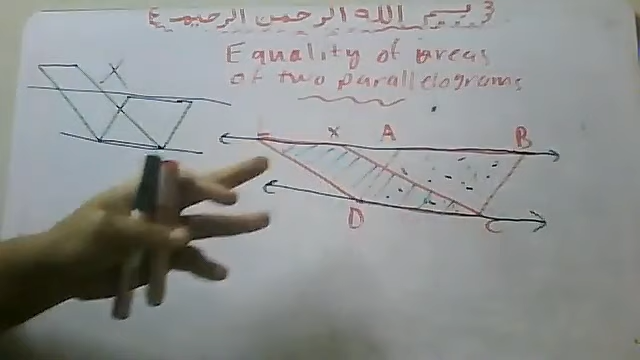 بسم الله الرحمن الرحيم
Equality of areas
of two parallelograms
x
x
E x A B
D C